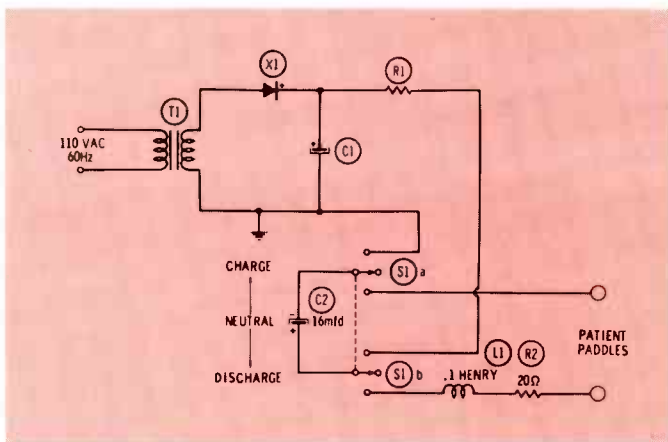 X1
R1
T1
110 VAC
60Hz
+
+
C1
CHARGE
S1 a
C2
-
16mfd
+
NEUTRAL
PATIENT
PADDLES
L1 R2
DISCHARGE
S1 b
.1 HENRY
20Ω